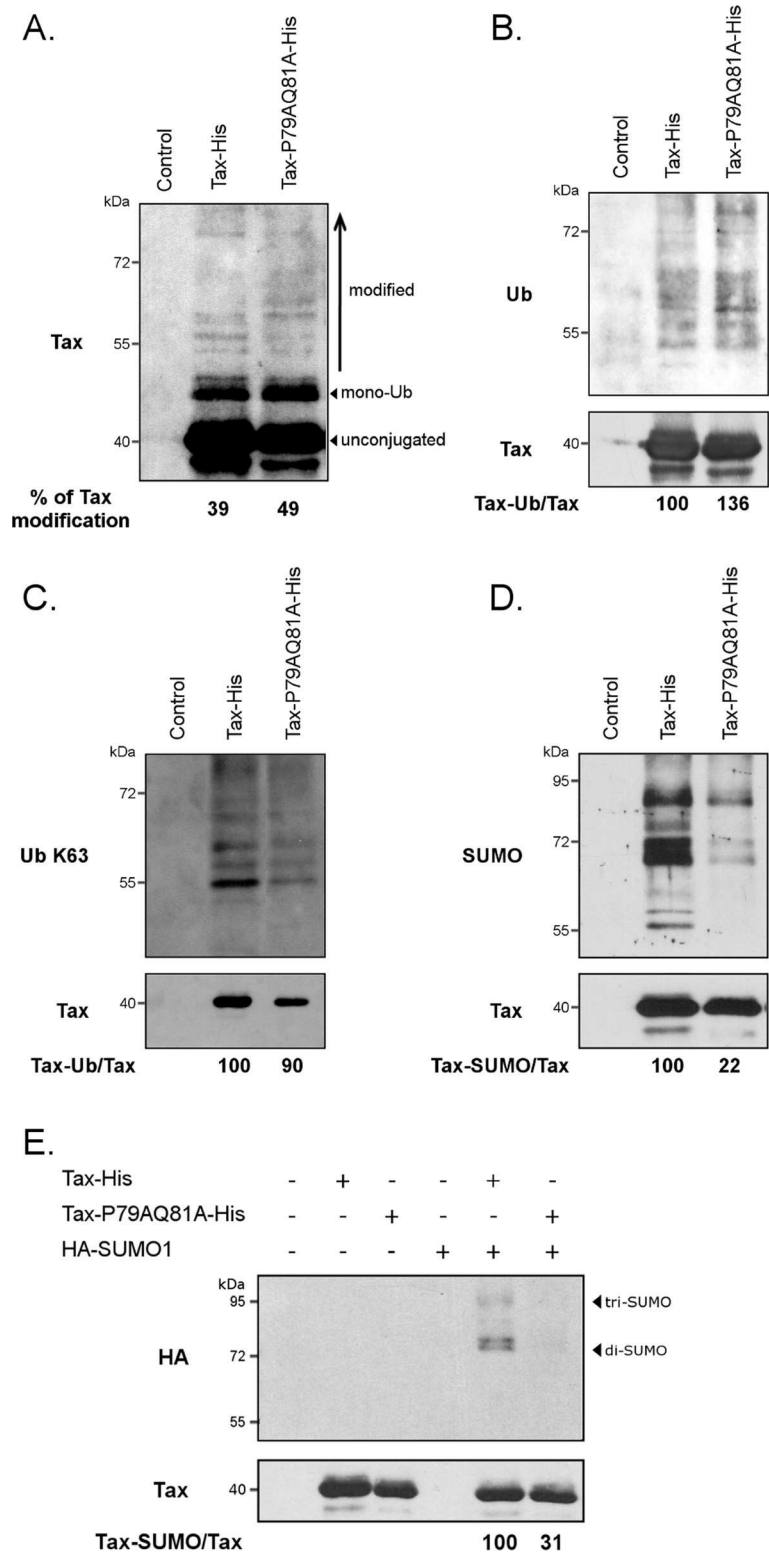 A.
Control
Tax-His
Tax-P79AQ81A-His
kDa
72
55
40
Tax
modified
mono-Ub
unconjugated
% of Tax
modification
39 49
B.
Control
Tax-His
Tax-P79AQ81A-His
kDa
72
Ub
55
Tax
40
Tax-Ub/Tax 100 136
C.
Control
Tax-His
Tax-P79AQ81A-His
kDa
72
Ub K63
55
Tax
40
Tax-Ub/Tax 100 90
D.
Control
Tax-His
Tax-P79AQ81A-His
kDa
95
72
SUMO
55
Tax
40
Tax-SUMO/Tax 100 22
E.
Tax-His - + - - + -
Tax-P79AQ81A-His - - + - - +
HA-SUMO1 - - - + + +
kDa
95 tri-SUMO
HA
72 di-SUMO
55
Tax 40
Tax-SUMO/Tax 100 31